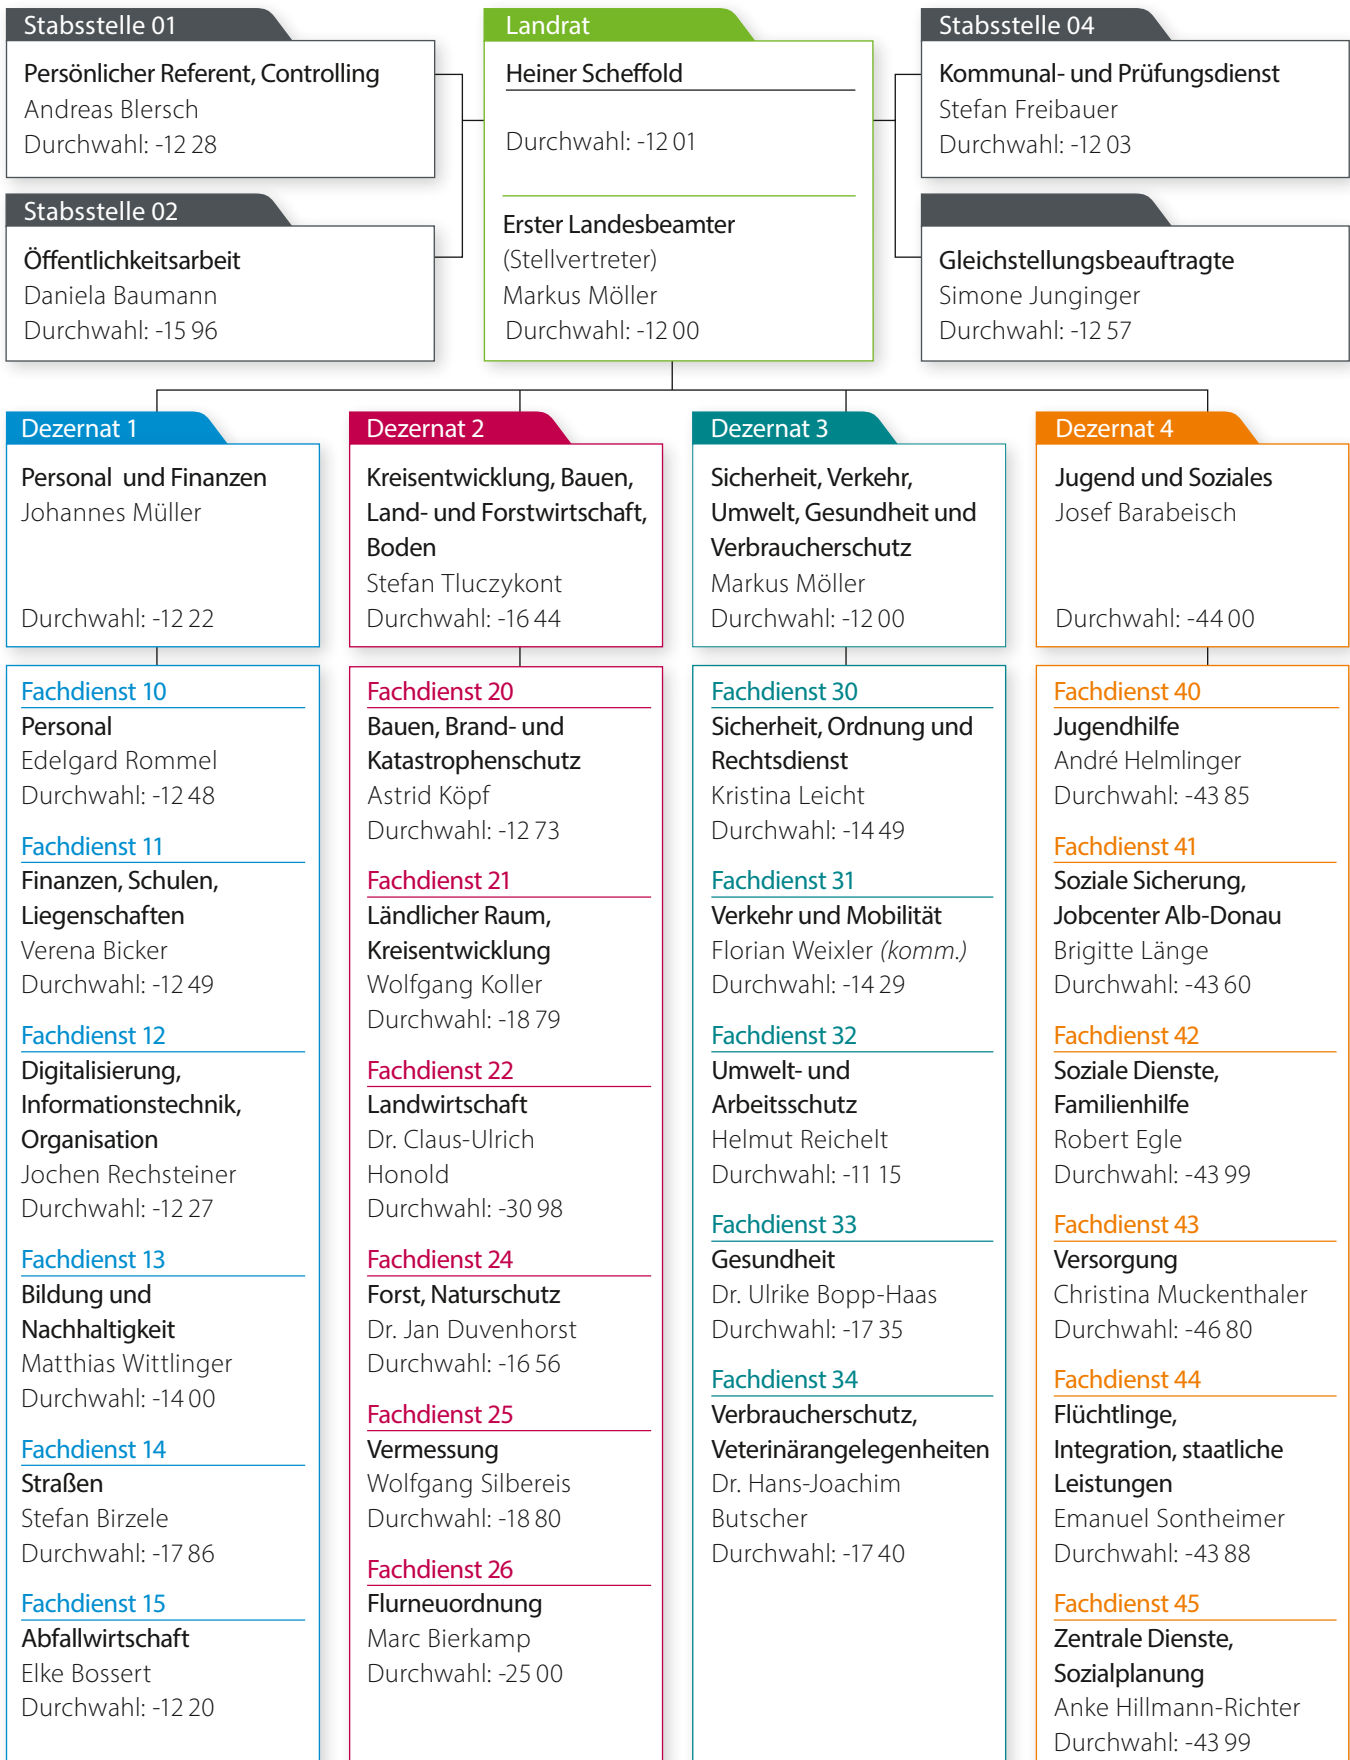 Stabsstelle 01
Persönlicher Referent, Controlling
Andreas Blersch
Durchwahl: -12 28
Stabsstelle 02
Öffentlichkeitsarbeit
Daniela Baumann
Durchwahl: -15 96
Landrat
Heiner Scheffold
Durchwahl: -12 01
Erster Landesbeamter
(Stellvertreter)
Markus Möller
Durchwahl: -12 00
Stabsstelle 04
Kommunal- und Prüfungsdienst
Stefan Freibauer
Durchwahl: -12 03
Gleichstellungsbeauftragte
Simone Junginger
Durchwahl: -12 57
Dezernat 1
Personal und Finanzen
Johannes Müller
Durchwahl: -12 22
Fachdienst 10
Personal
Edelgard Rommel
Durchwahl: -12 48
Fachdienst 11
Finanzen, Schulen,
Liegenschaften
Verena Bicker
Durchwahl: -12 49
Fachdienst 12
Digitalisierung,
Informationstechnik,
Organisation
Jochen Rechsteiner
Durchwahl: -12 27
Fachdienst 13
Bildung und
Nachhaltigkeit
Matthias Wittlinger
Durchwahl: -14 00
Fachdienst 14
Straßen
Stefan Birzele
Durchwahl: -17 86
Fachdienst 15
Abfallwirtschaft
Elke Bossert
Durchwahl: -12 20
Dezernat 2
Kreisentwicklung, Bauen,
Land- und Forstwirtschaft,
Boden
Stefan Tluczykont
Durchwahl: -16 44
Fachdienst 20
Bauen, Brand- und
Katastrophenschutz
Astrid Köpf
Durchwahl: -12 73
Fachdienst 21
Ländlicher Raum,
Kreisentwicklung
Wolfgang Koller
Durchwahl: -18 79
Fachdienst 22
Landwirtschaft
Dr. Claus-Ulrich
Honold
Durchwahl: -30 98
Fachdienst 24
Forst, Naturschutz
Dr. Jan Duvenhorst
Durchwahl: -16 56
Fachdienst 25
Vermessung
Wolfgang Silbereis
Durchwahl: -18 80
Fachdienst 26
Flurneuordnung
Marc Bierkamp
Durchwahl: -25 00
Dezernat 3
Sicherheit, Verkehr,
Umwelt, Gesundheit und
Verbraucherschutz
Markus Möller
Durchwahl: -12 00
Fachdienst 30
Sicherheit, Ordnung und
Rechtsdienst
Kristina Leicht
Durchwahl: -14 49
Fachdienst 31
Verkehr und Mobilität
Florian Weixler (komm.)
Durchwahl: -14 29
Fachdienst 32
Umwelt- und
Arbeitsschutz
Helmut Reichelt
Durchwahl: -11 15
Fachdienst 33
Gesundheit
Dr. Ulrike Bopp-Haas
Durchwahl: -17 35
Fachdienst 34
Verbraucherschutz,
Veterinärangelegenheiten
Dr. Hans-Joachim
Butscher
Durchwahl: -17 40
Dezernat 4
Jugend und Soziales
Josef Barabeisch
Durchwahl: -44 00
Fachdienst 40
Jugendhilfe
André Helmlinger
Durchwahl: -43 85
Fachdienst 41
Soziale Sicherung,
Jobcenter Alb-Donau
Brigitte Länge
Durchwahl: -43 60
Fachdienst 42
Soziale Dienste,
Familienhilfe
Robert Egle
Durchwahl: -43 99
Fachdienst 43
Versorgung
Christina Muckenthaler
Durchwahl: -46 80
Fachdienst 44
Flüchtlinge,
Integration, staatliche
Leistungen
Emanuel Sontheimer
Durchwahl: -43 88
Fachdienst 45
Zentrale Dienste,
Sozialplanung
Anke Hillmann-Richter
Durchwahl: -43 99